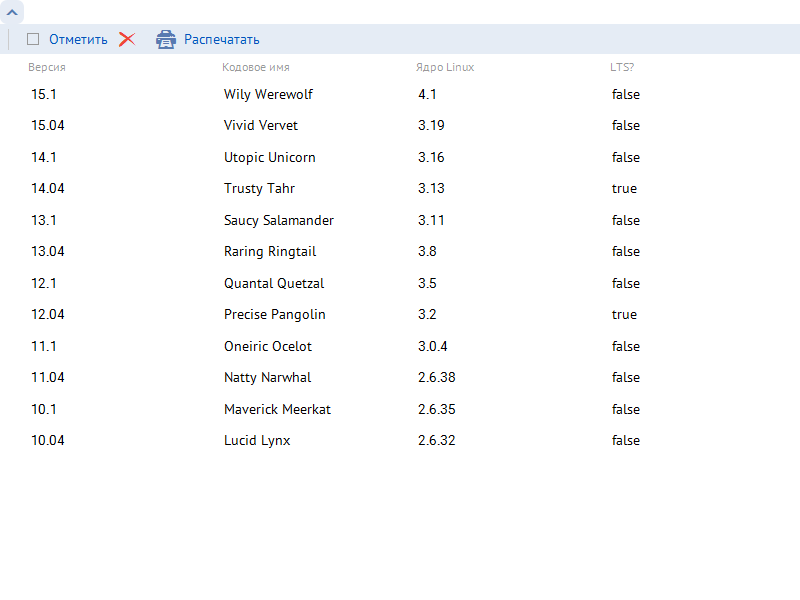 Отметить Распечатать
Версия Кодовое имя Ядро Linux LTS?
15.1 Wily Werewolf 4.1 false
15.04 Vivid Vervet 3.19 false
14.1 Utopic Unicorn 3.16 false
14.04 Trusty Tahr 3.13 true
13.1 Saucy Salamander 3.11 false
13.04 Raring Ringtail 3.8 false
12.1 Quantal Quetzal 3.5 false
12.04 Precise Pangolin 3.2 true
11.1 Oneiric Ocelot 3.0.4 false
11.04 Natty Narwhal 2.6.38 false
10.1 Maverick Meerkat 2.6.35 false
10.04 Lucid Lynx 2.6.32 false